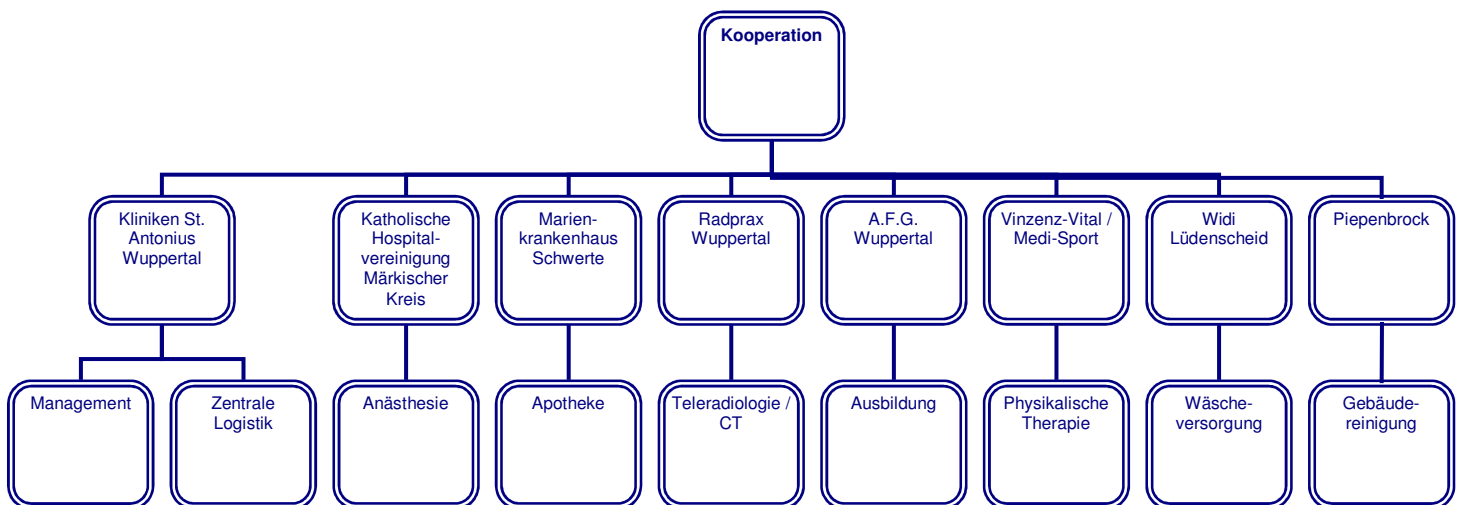 Kooperation
Kliniken St.
Antonius
Wuppertal
Katholische
Hospital-
vereinigung
Märkischer
Kreis
Marien-
krankenhaus
Schwerte
Radprax
Wuppertal
A.F.G.
Wuppertal
Vinzenz-Vital /
Medi-Sport
Widi
Lüdenscheid
Piepenbrock
Management
Zentrale
Logistik
Anästhesie
Apotheke
Teleradiologie /
CT
Ausbildung
Physikalische
Therapie
Wäsche-
versorgung
Gebäude-
reinigung